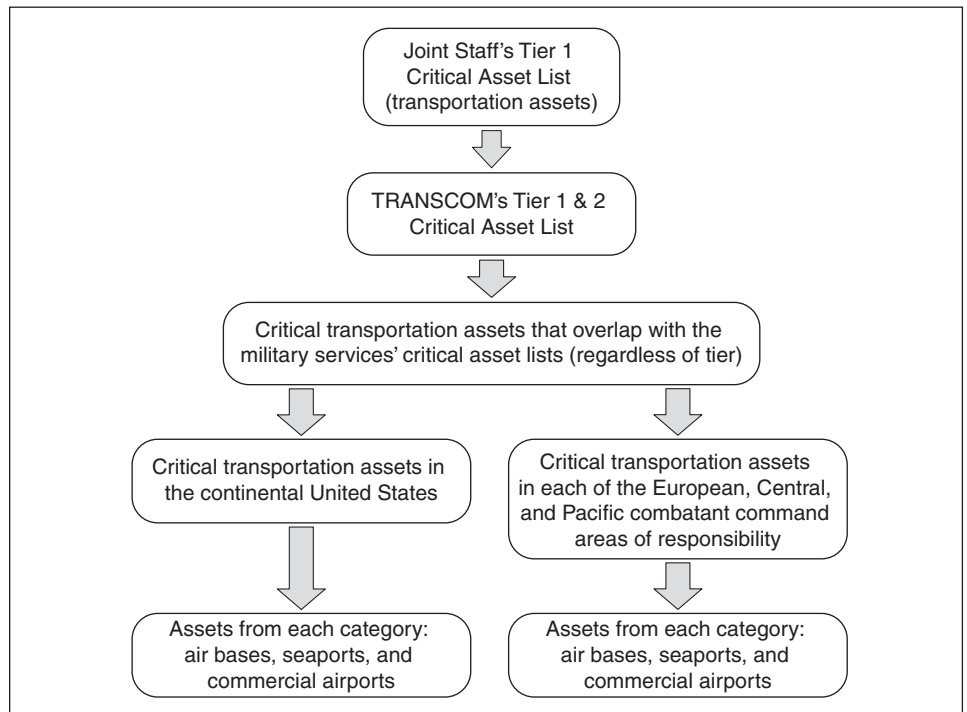 Joint Staff's Tier 1
Critical Asset List
(transportation assets)
TRANSCOM's Tier 1 & 2
Critical Asset List
Critical transportation assets that overlap with the
military services' critical asset lists (regardless of tier)
Critical transportation assets in
the continental United States
Critical transportation assets
in each of the European, Central,
and Pacific combatant command
areas of responsibility
Assets from each category:
air bases, seaports, and
commercial airports
Assets from each category:
air bases, seaports, and
commercial airports